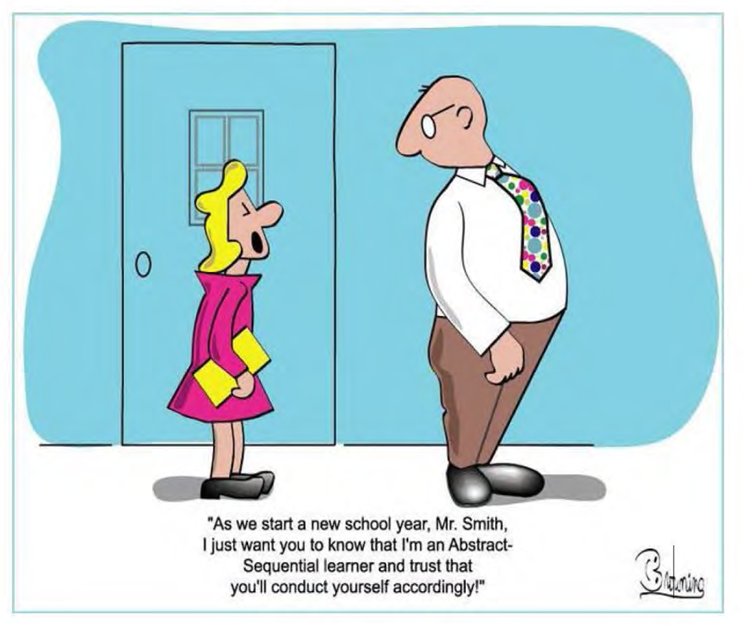 "As we start a new school year, Mr. Smith,
I just want you to know that I'm an Abstract-
Sequential learner and trust that
you'll conduct yourself accordingly!"
Browning